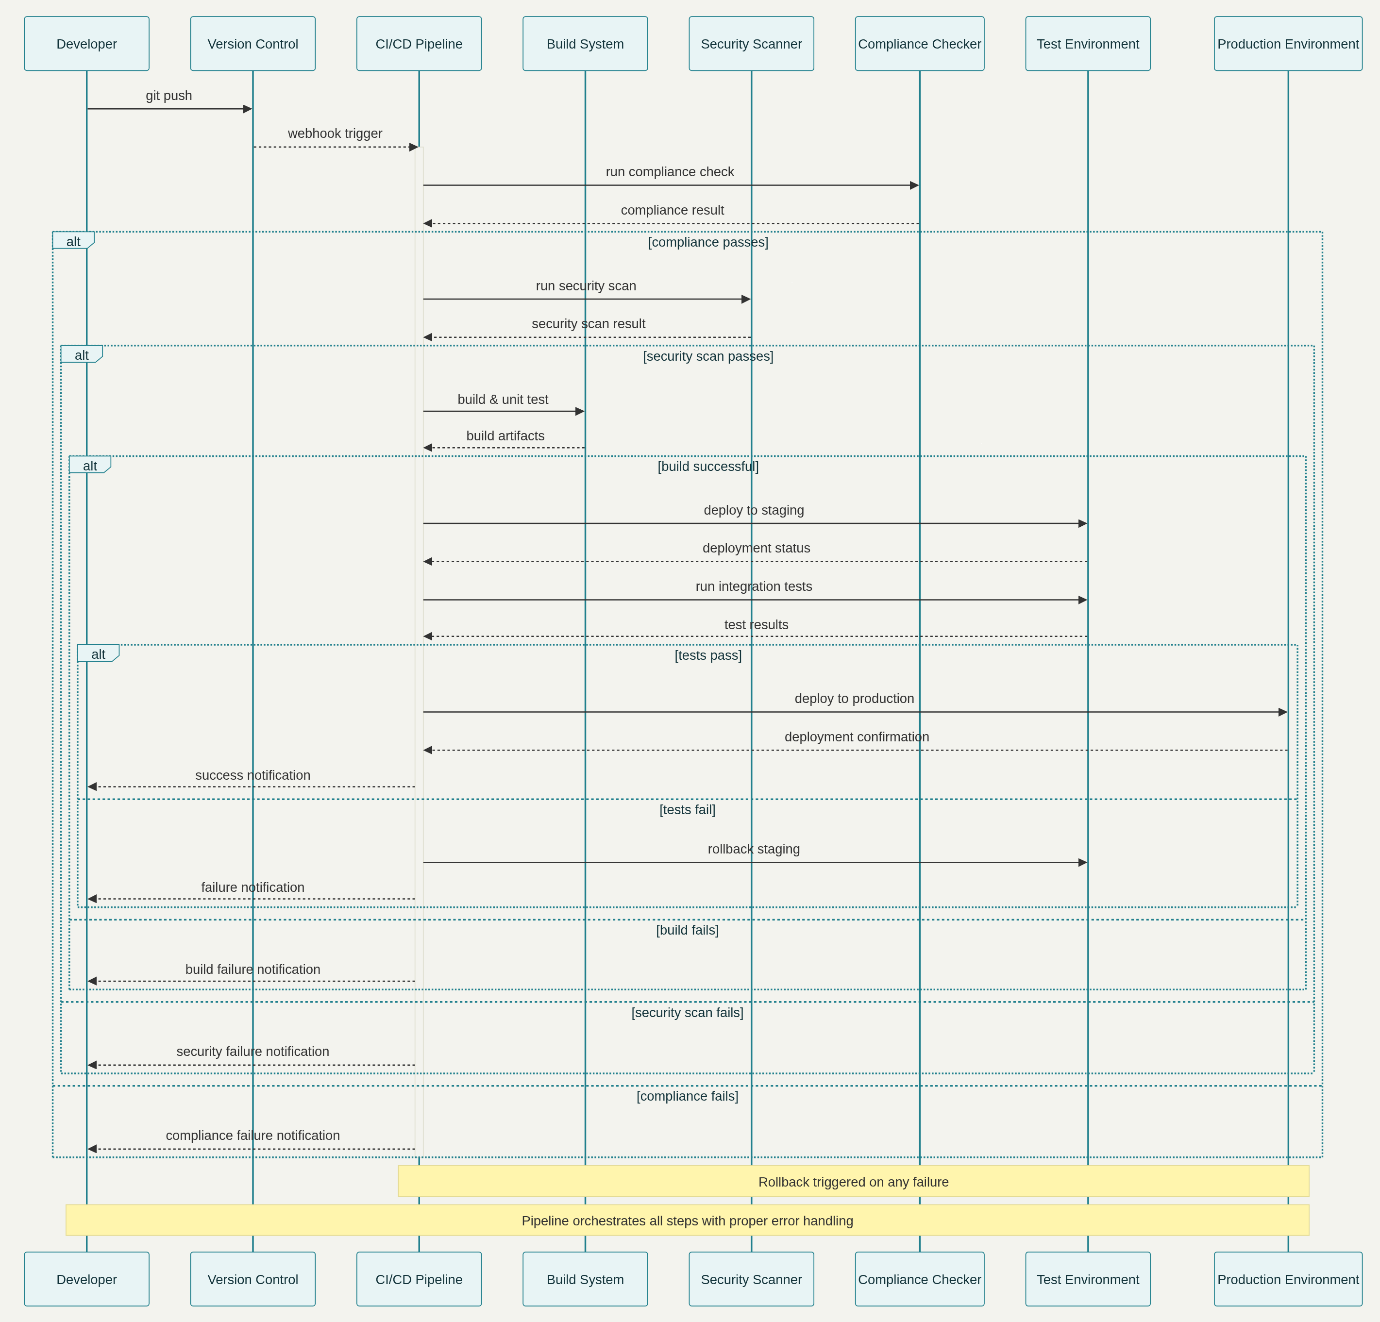 Developer
Version Control
CI/CD Pipeline
Build System
Security Scanner
Compliance Checker
Test Environment
Production Environment
git push
webhook trigger
run compliance check
compliance result
alt
[compliance passes]
run security scan
security scan result
alt
[security scan passes]
build & unit test
build artifacts
alt
[build successful]
deploy to staging
deployment status
run integration tests
test results
alt
[tests pass]
deploy to production
deployment confirmation
success notification
[tests fail]
rollback staging
failure notification
[build fails]
build failure notification
[security scan fails]
security failure notification
[compliance fails]
compliance failure notification
Rollback triggered on any failure
Pipeline orchestrates all steps with proper error handling
Developer
Version Control
CI/CD Pipeline
Build System
Security Scanner
Compliance Checker
Test Environment
Production Environment